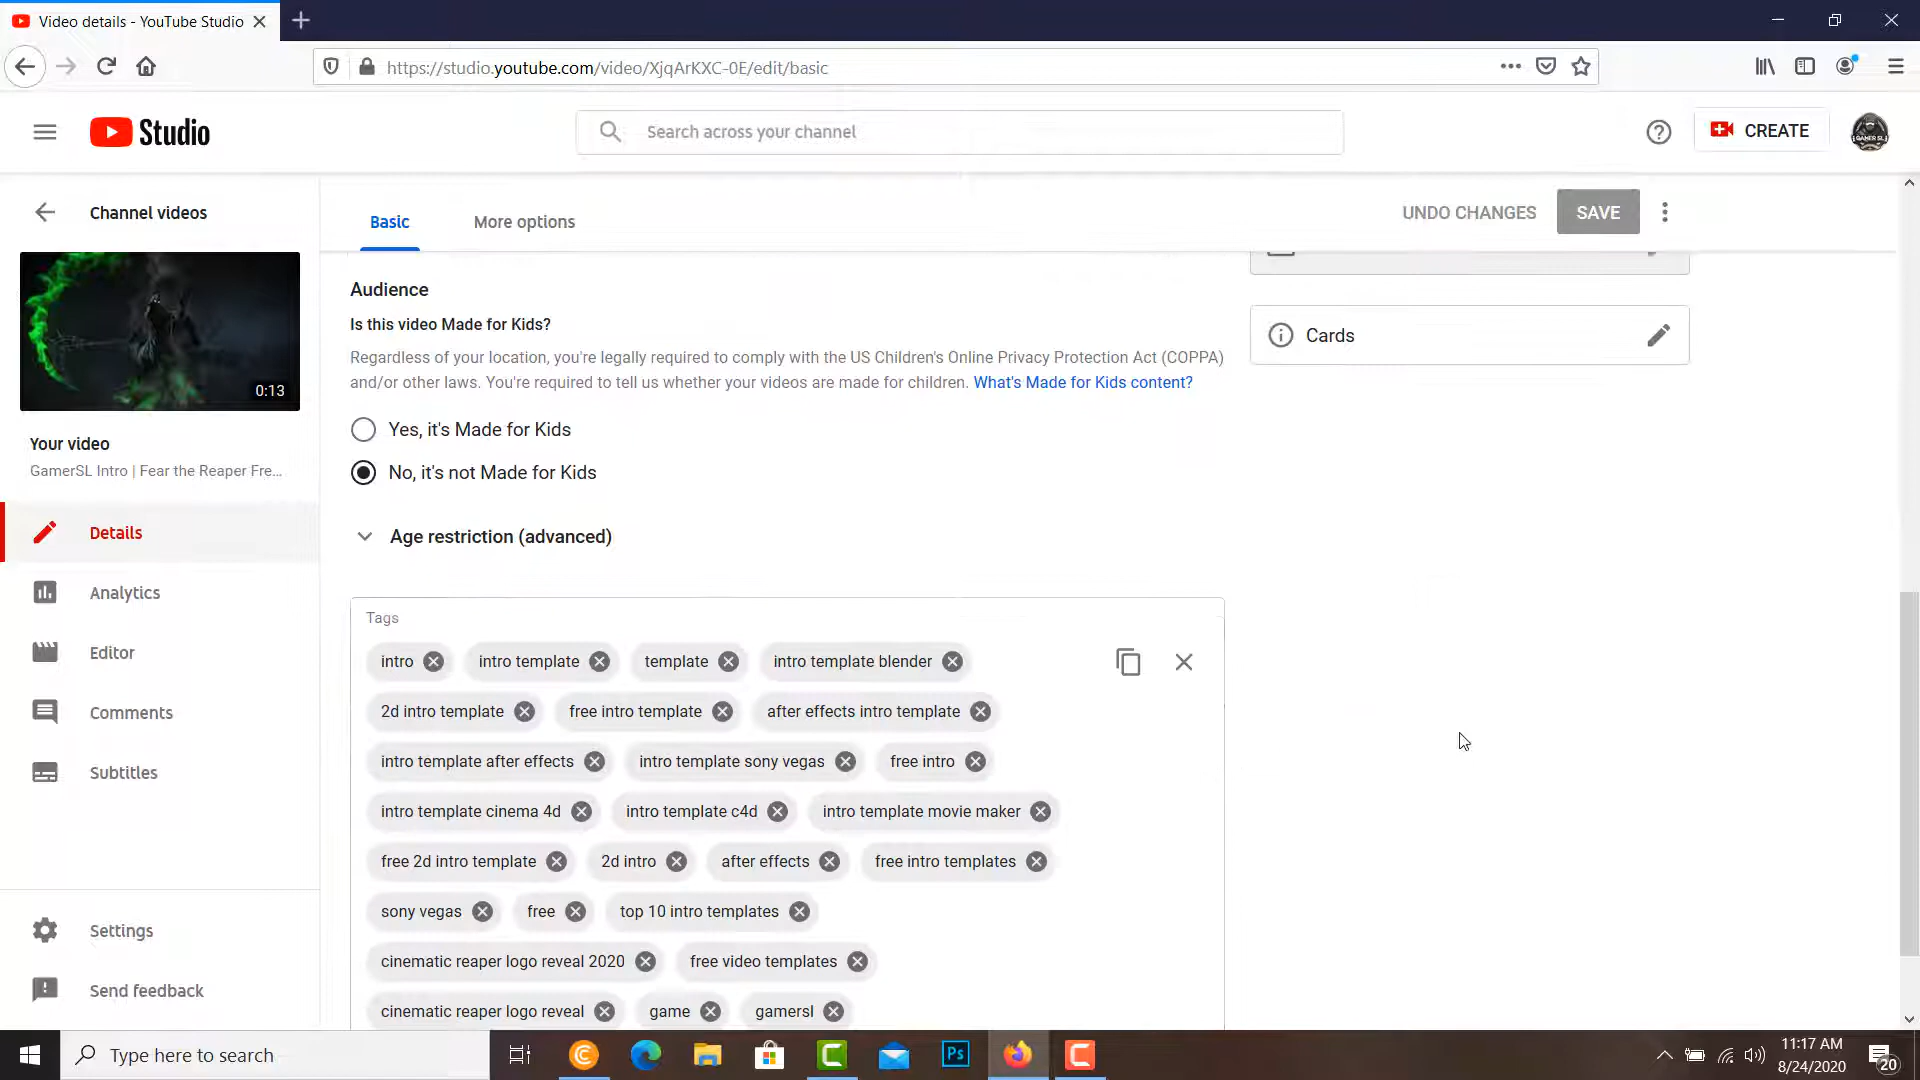 Video details - YouTube Studio
https://studio.youtube.com/video/XjqArKXC-0E/edit/basic
Studio
Search across your channel
CREATE
Channel videos
Basic
More options
UNDO CHANGES
SAVE
0:13
Your video
GamerSL Intro | Fear the Reaper Fre...
Details
Analytics
Editor
Comments
Subtitles
Settings
Send feedback
Audience
Is this video Made for Kids?
Regardless of your location, you're legally required to comply with the US Children's Online Privacy Protection Act (COPPA)
and/or other laws. You're required to tell us whether your videos are made for children. What's Made for Kids content?
Yes, it's Made for Kids
No, it's not Made for Kids
Age restriction (advanced)
Cards
Tags
intro intro template template intro template blender
2d intro template free intro template after effects intro template
intro template after effects intro template sony vegas free intro
intro template cinema 4d intro template c4d intro template movie maker
free 2d intro template 2d intro after effects free intro templates
sony vegas free top 10 intro templates
cinematic reaper logo reveal 2020 free video templates
cinematic reaper logo reveal game gamersl
Type here to search
Ps
11:17 AM
8/24/2020
20